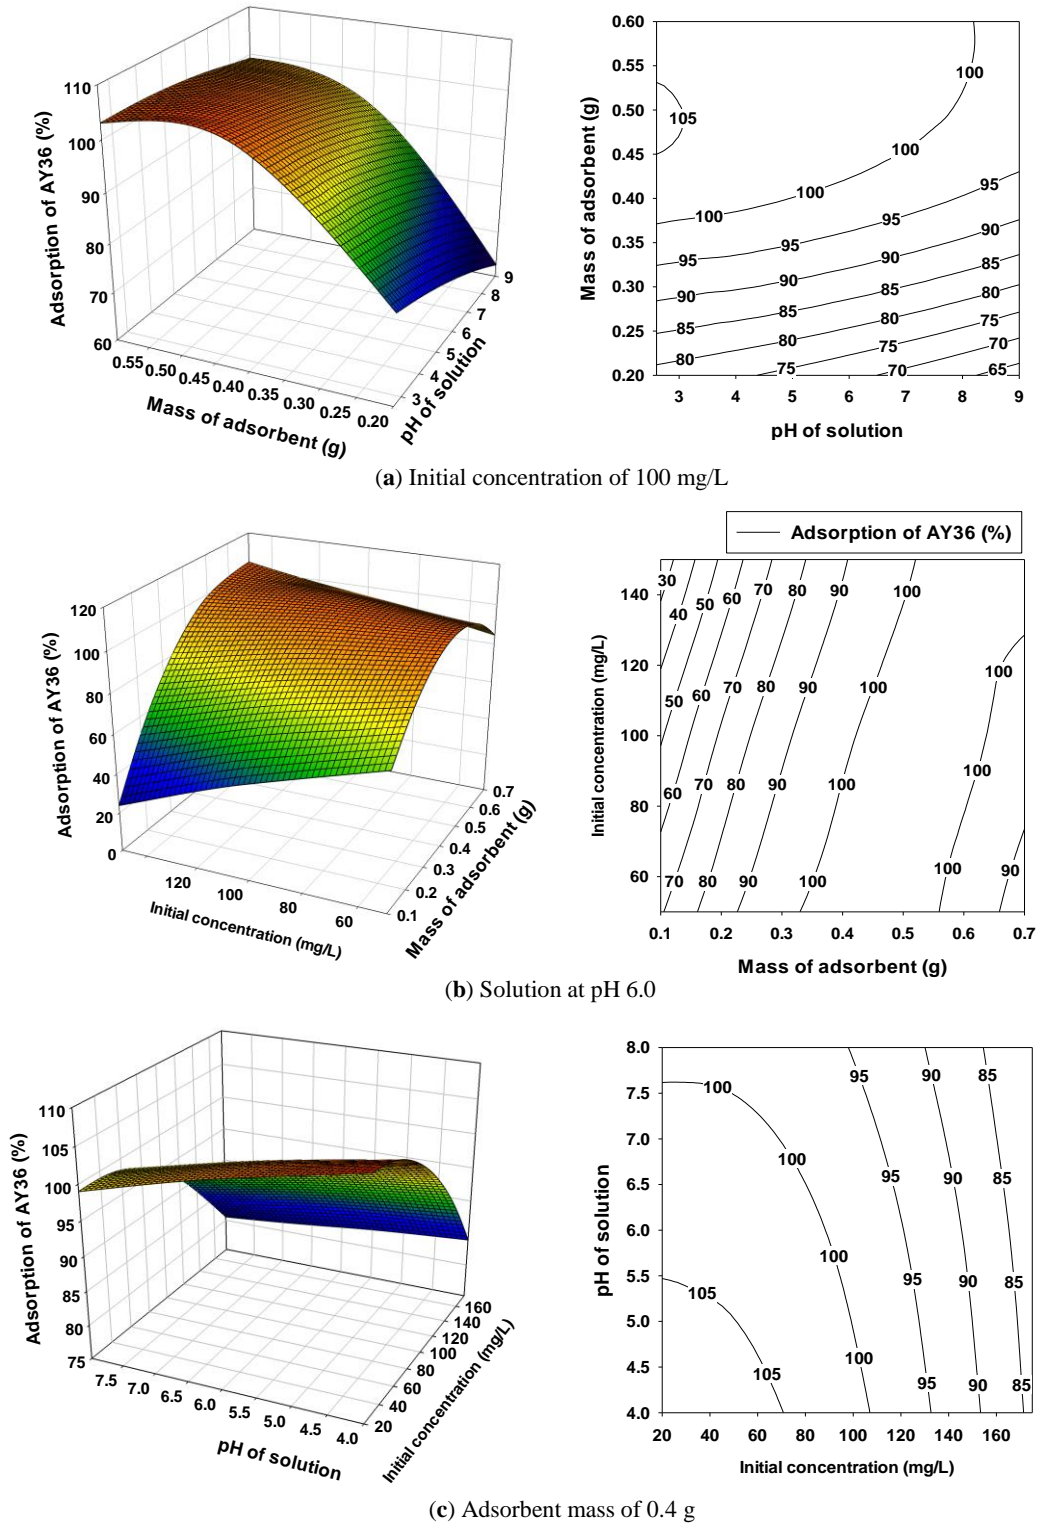 110
100
90
80
70
60
Adsorption of AY36 (%)
0.55 0.50 0.45 0.40 0.35 0.30 0.25 0.20
Mass of adsorbent (g)
3 4 5 6 7 8 9
pH of solution
0.60
0.55
0.50
0.45
0.40
0.35
0.30
0.25
0.20
Mass of adsorbent (g)
100
105
100
100
100
95
95
95
95
90
90
90
90
85
85
85
85
80
80
80
80
75
75
75
70
70
65
3 4 5 6 7 8 9
pH of solution
(a) Initial concentration of 100 mg/L
120
100
80
60
40
20
0
Adsorption of AY36 (%)
120 100 80 60
Initial concentration (mg/L)
0.1 0.2 0.3 0.4 0.5 0.6 0.7
Mass of adsorbent (g)
Adsorption of AY36 (%)
140
120
100
80
60
Initial concentration (mg/L)
30
40 50 60 70 80 90 100
100
50 60 70 80 90 100
60 70 80 90 100 100
70 80 90 100 100 90
0.1 0.2 0.3 0.4 0.5 0.6 0.7
Mass of adsorbent (g)
(b) Solution at pH 6.0
110
105
100
95
90
85
80
75
Adsorption of AY36 (%)
7.5 7.0 6.5 6.0 5.5 5.0 4.5 4.0
pH of solution
20 40 60 80 100 120 140 160
Initial concentration (mg/L)
8.0
7.5
7.0
6.5
6.0
5.5
5.0
4.5
4.0
pH of solution
95 90 85
100
100
95 90 85
100
95 90 85
105
100
105
95 90 85
20 40 60 80 100 120 140 160
Initial concentration (mg/L)
(c) Adsorbent mass of 0.4 g